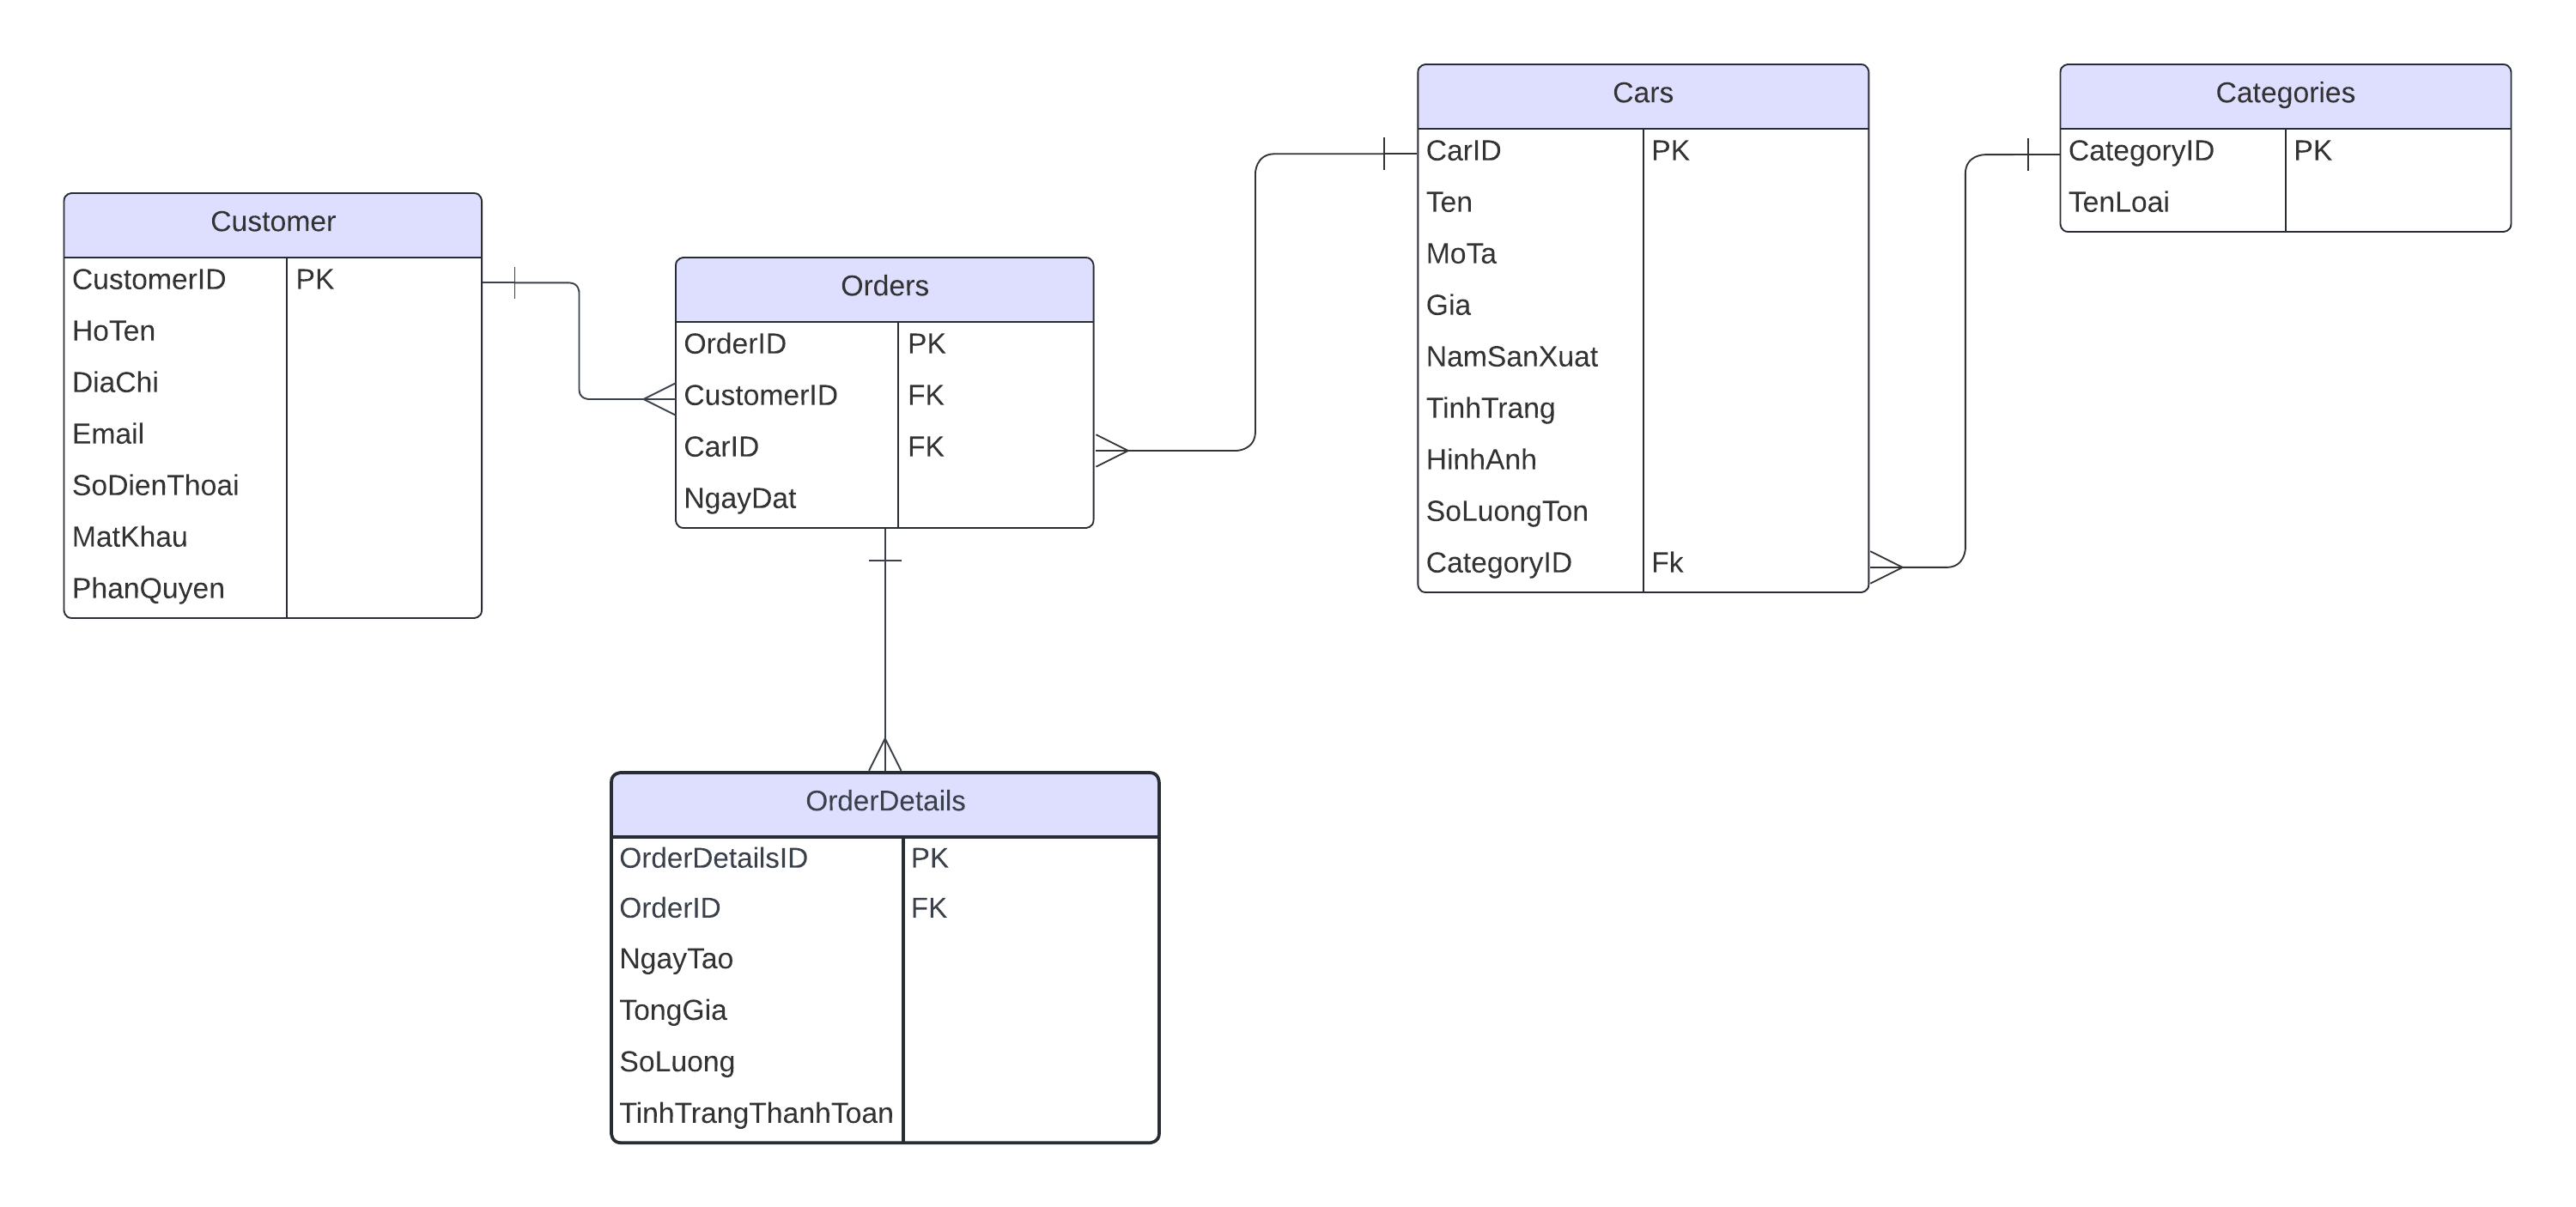 Customer
CustomerID PK
HoTen
DiaChi
Email
SoDienThoai
MatKhau
PhanQuyen
Orders
OrderID PK
CustomerID FK
CarID FK
NgayDat
Cars
CarID PK
Ten
MoTa
Gia
NamSanXuat
TinhTrang
HinhAnh
SoLuongTon
CategoryID Fk
Categories
CategoryID PK
TenLoai
OrderDetails
OrderDetailsID PK
OrderID FK
NgayTao
TongGia
SoLuong
TinhTrangThanhToan